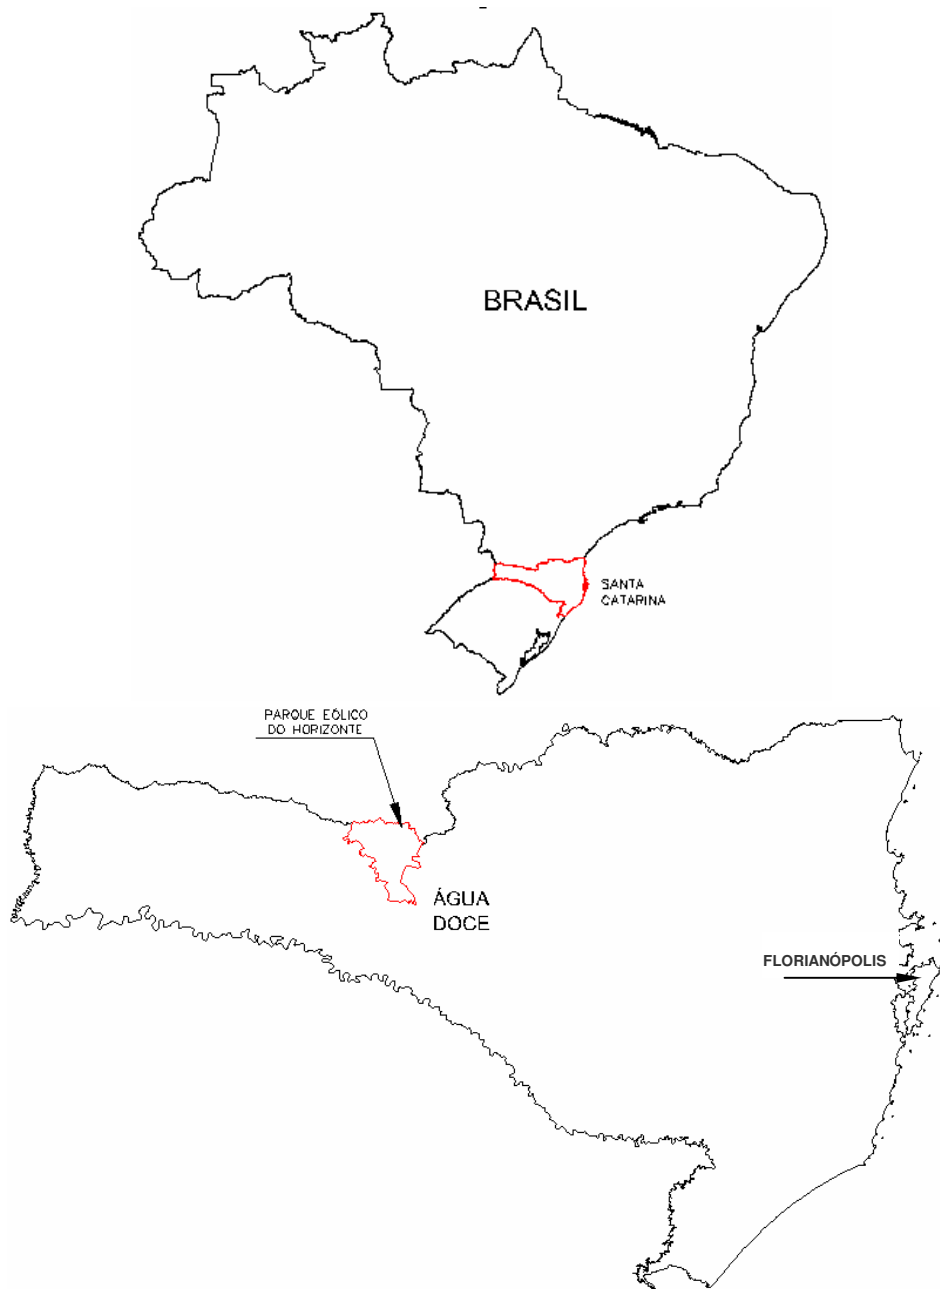 BRASIL
SANTA
CATARINA
PARQUE EÓLICO
DO HORIZONTE
ÁGUA
DOCE
FLORIANÓPOLIS